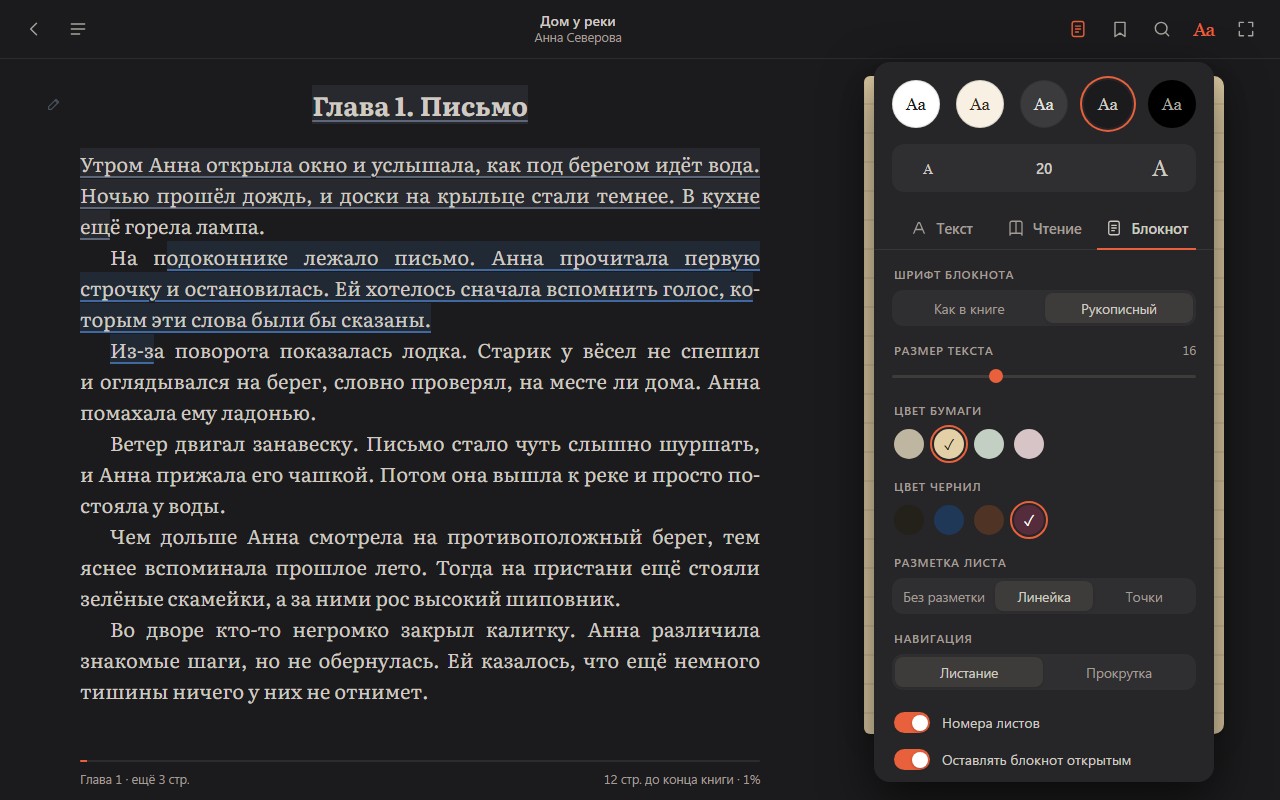 Дом у реки
Анна Северова
Aa
Глава 1. Письмо
Утром Анна открыла окно и услышала, как под берегом идёт вода.
Ночью прошёл дождь, и доски на крыльце стали темнее. В кухне
ещё горела лампа.
На подоконнике лежало письмо. Анна прочитала первую
строчку и остановилась. Ей хотелось сначала вспомнить голос, ко-
торым эти слова были бы сказаны.
Из-за поворота показалась лодка. Старик у вёсел не спешил
и оглядывался на берег, словно проверял, на месте ли дома. Анна
помахала ему ладонью.
Ветер двигал занавеску. Письмо стало чуть слышно шуршать,
и Анна прижала его чашкой. Потом она вышла к реке и просто по-
стояла у воды.
Чем дольше Анна смотрела на противоположный берег, тем
яснее вспоминала прошлое лето. Тогда на пристани ещё стояли
зелёные скамейки, а за ними рос высокий шиповник.
Во дворе кто-то негромко закрыл калитку. Анна различила
знакомые шаги, но не обернулась. Ей казалось, что ещё немного
тишины ничего у них не отнимет.
Глава 1 · ещё 3 стр.
12 стр. до конца книги · 1%
Aa Aa Aa Aa Aa
A 20 A
A Текст Чтение Блокнот
ШРИФТ БЛОКНОТА
Как в книге Рукописный
РАЗМЕР ТЕКСТА 16
ЦВЕТ БУМАГИ
ЦВЕТ ЧЕРНИЛ
РАЗМЕТКА ЛИСТА
Без разметки Линейка Точки
НАВИГАЦИЯ
Листание Прокрутка
Номера листов
Оставлять блокнот открытым